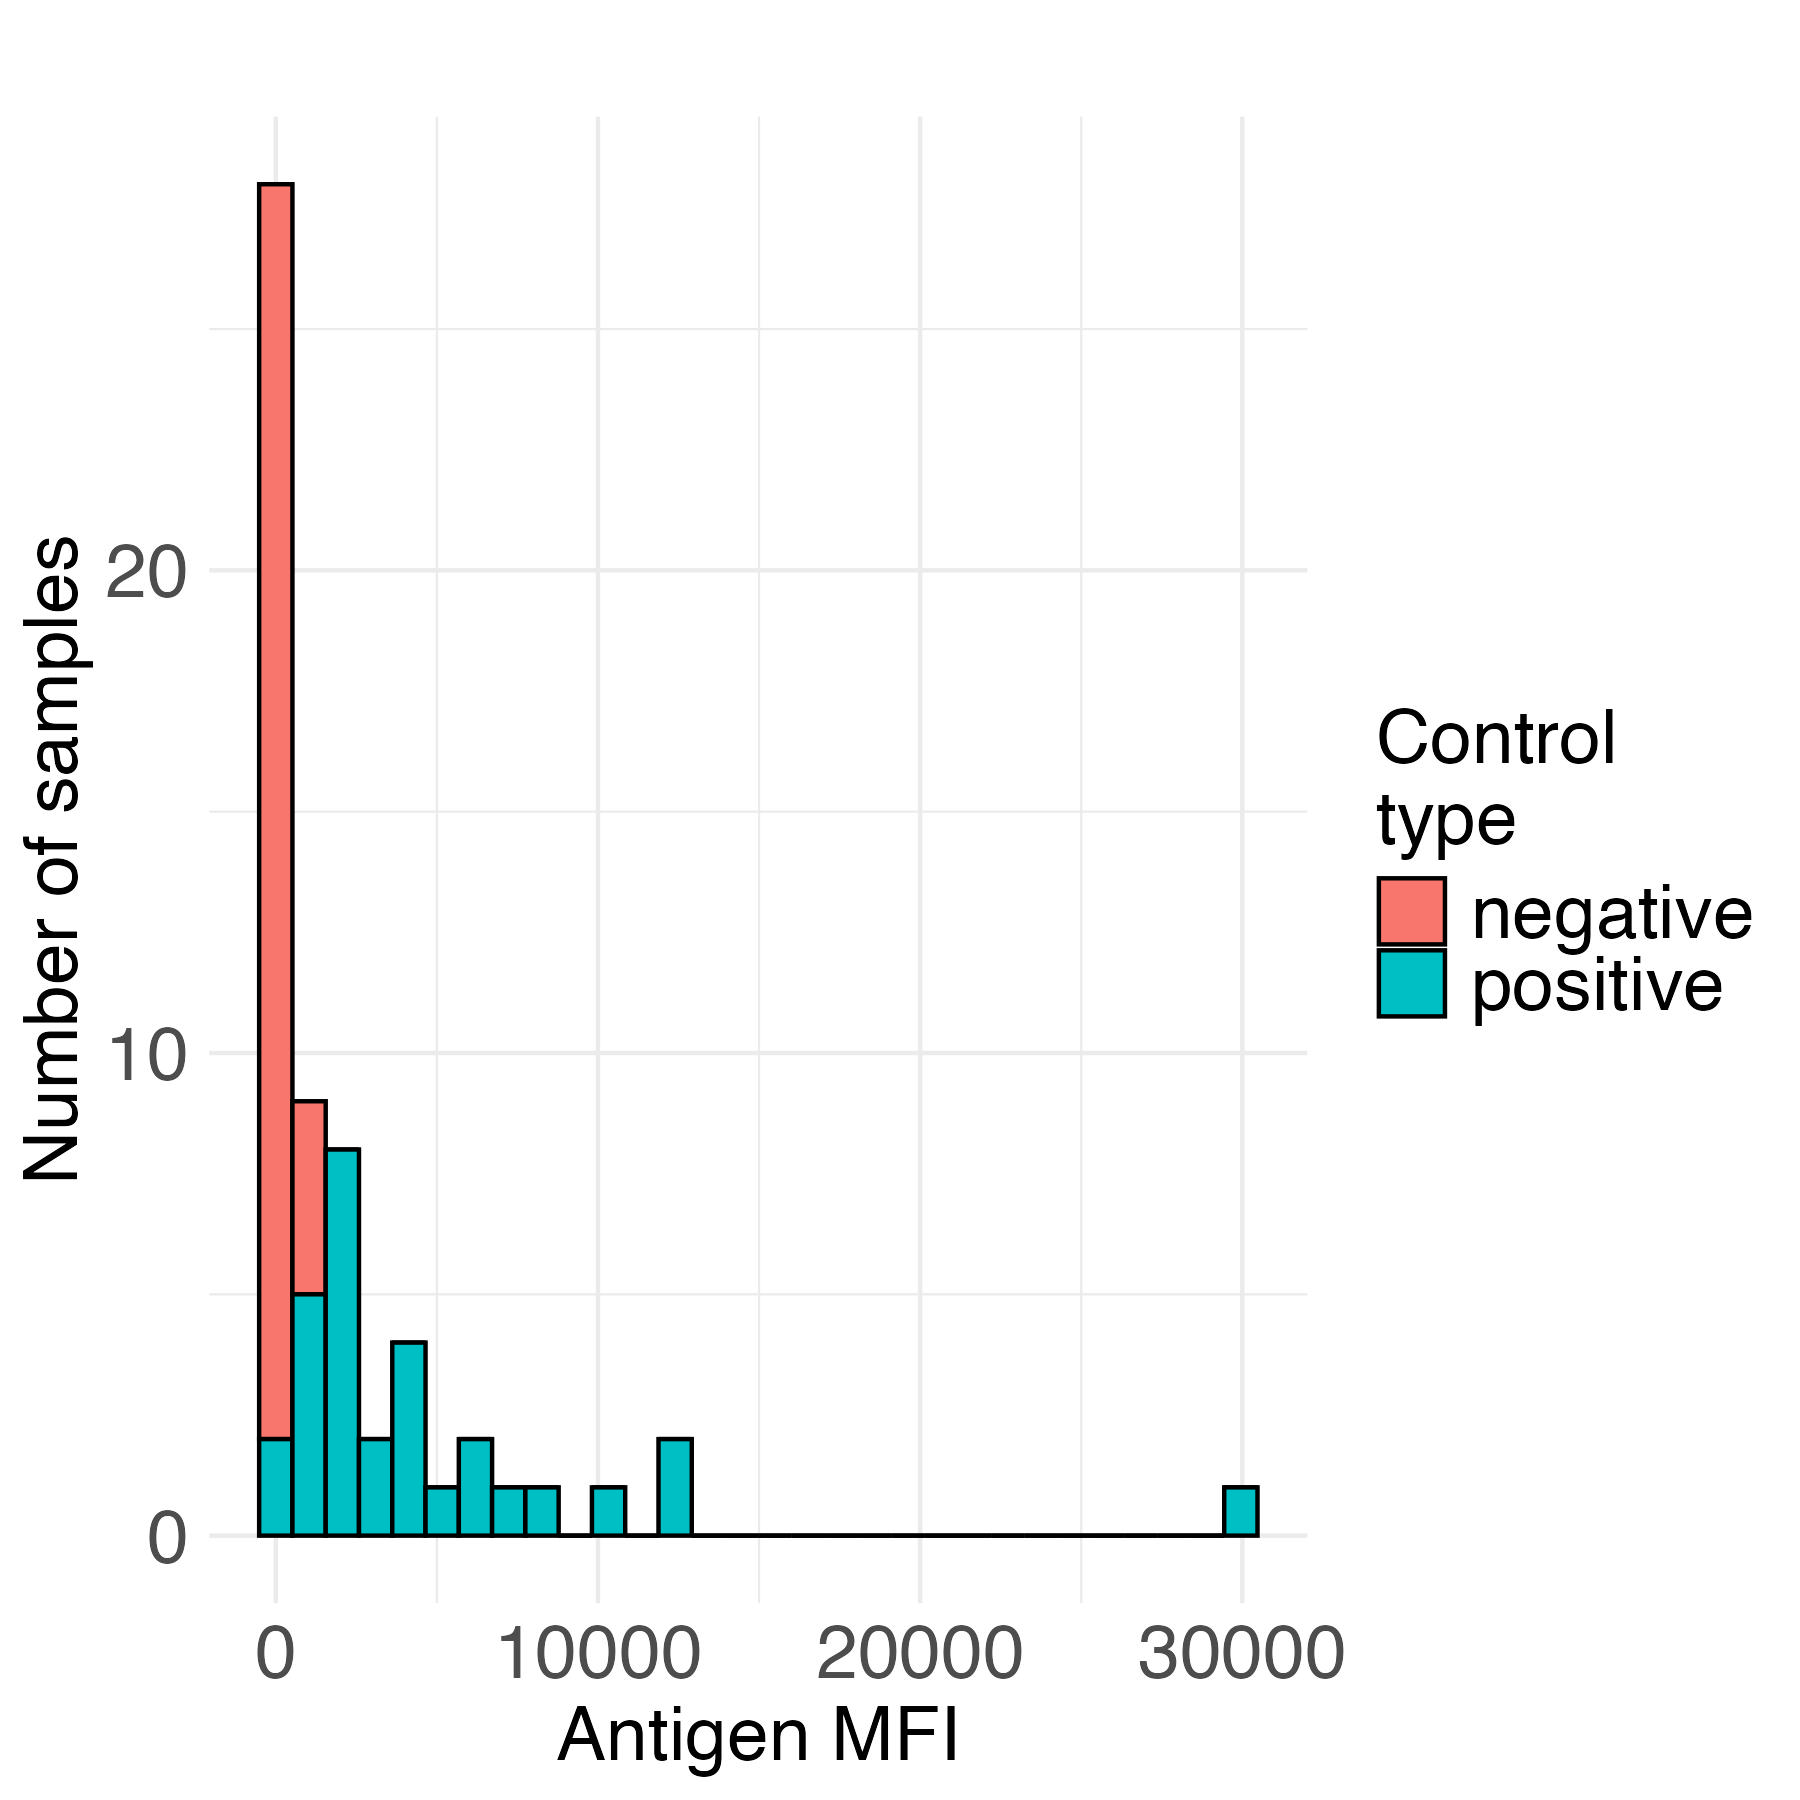 Number of samples
20
10
0
0 10000 20000 30000
Antigen MFI
Control
type
negative
positive